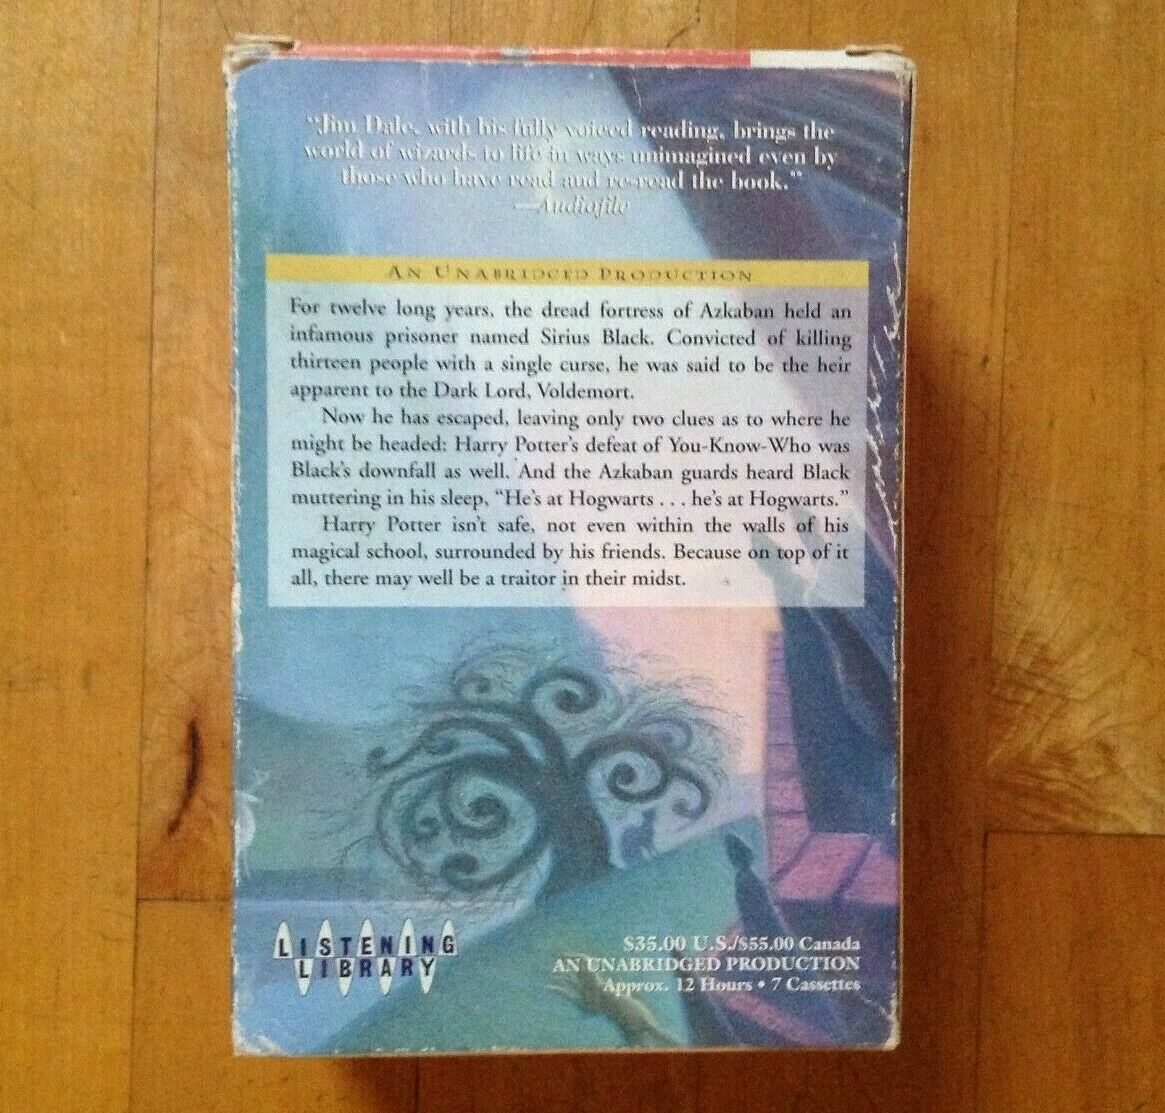 “Jim Dale, with his fully voiced reading, brings the
world of wizards to life in ways unimagined even by
those who have read and re-read the book.”
—Audiofile
AN UNABRIDGED PRODUCTION
For twelve long years, the dread fortress of Azkaban held an
infamous prisoner named Sirius Black. Convicted of killing
thirteen people with a single curse, he was said to be the heir
apparent to the Dark Lord, Voldemort.
Now he has escaped, leaving only two clues as to where he
might be headed: Harry Potter’s defeat of You-Know-Who was
Black’s downfall as well. And the Azkaban guards heard Black
muttering in his sleep, “He’s at Hogwarts . . . he’s at Hogwarts.”
Harry Potter isn’t safe, not even within the walls of his
magical school, surrounded by his friends. Because on top of it
all, there may well be a traitor in their midst.
LISTENING
LIBRARY
$35.00 U.S./$55.00 Canada
AN UNABRIDGED PRODUCTION
Approx. 12 Hours • 7 Cassettes